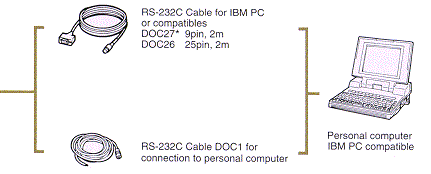 RS-232C Cable for IBM PC
or compatibles
DOC27* 9pin, 2m
DOC26 25pin, 2m
RS-232C Cable DOC1 for
connection to personal computer
Personal computer
IBM PC compatible